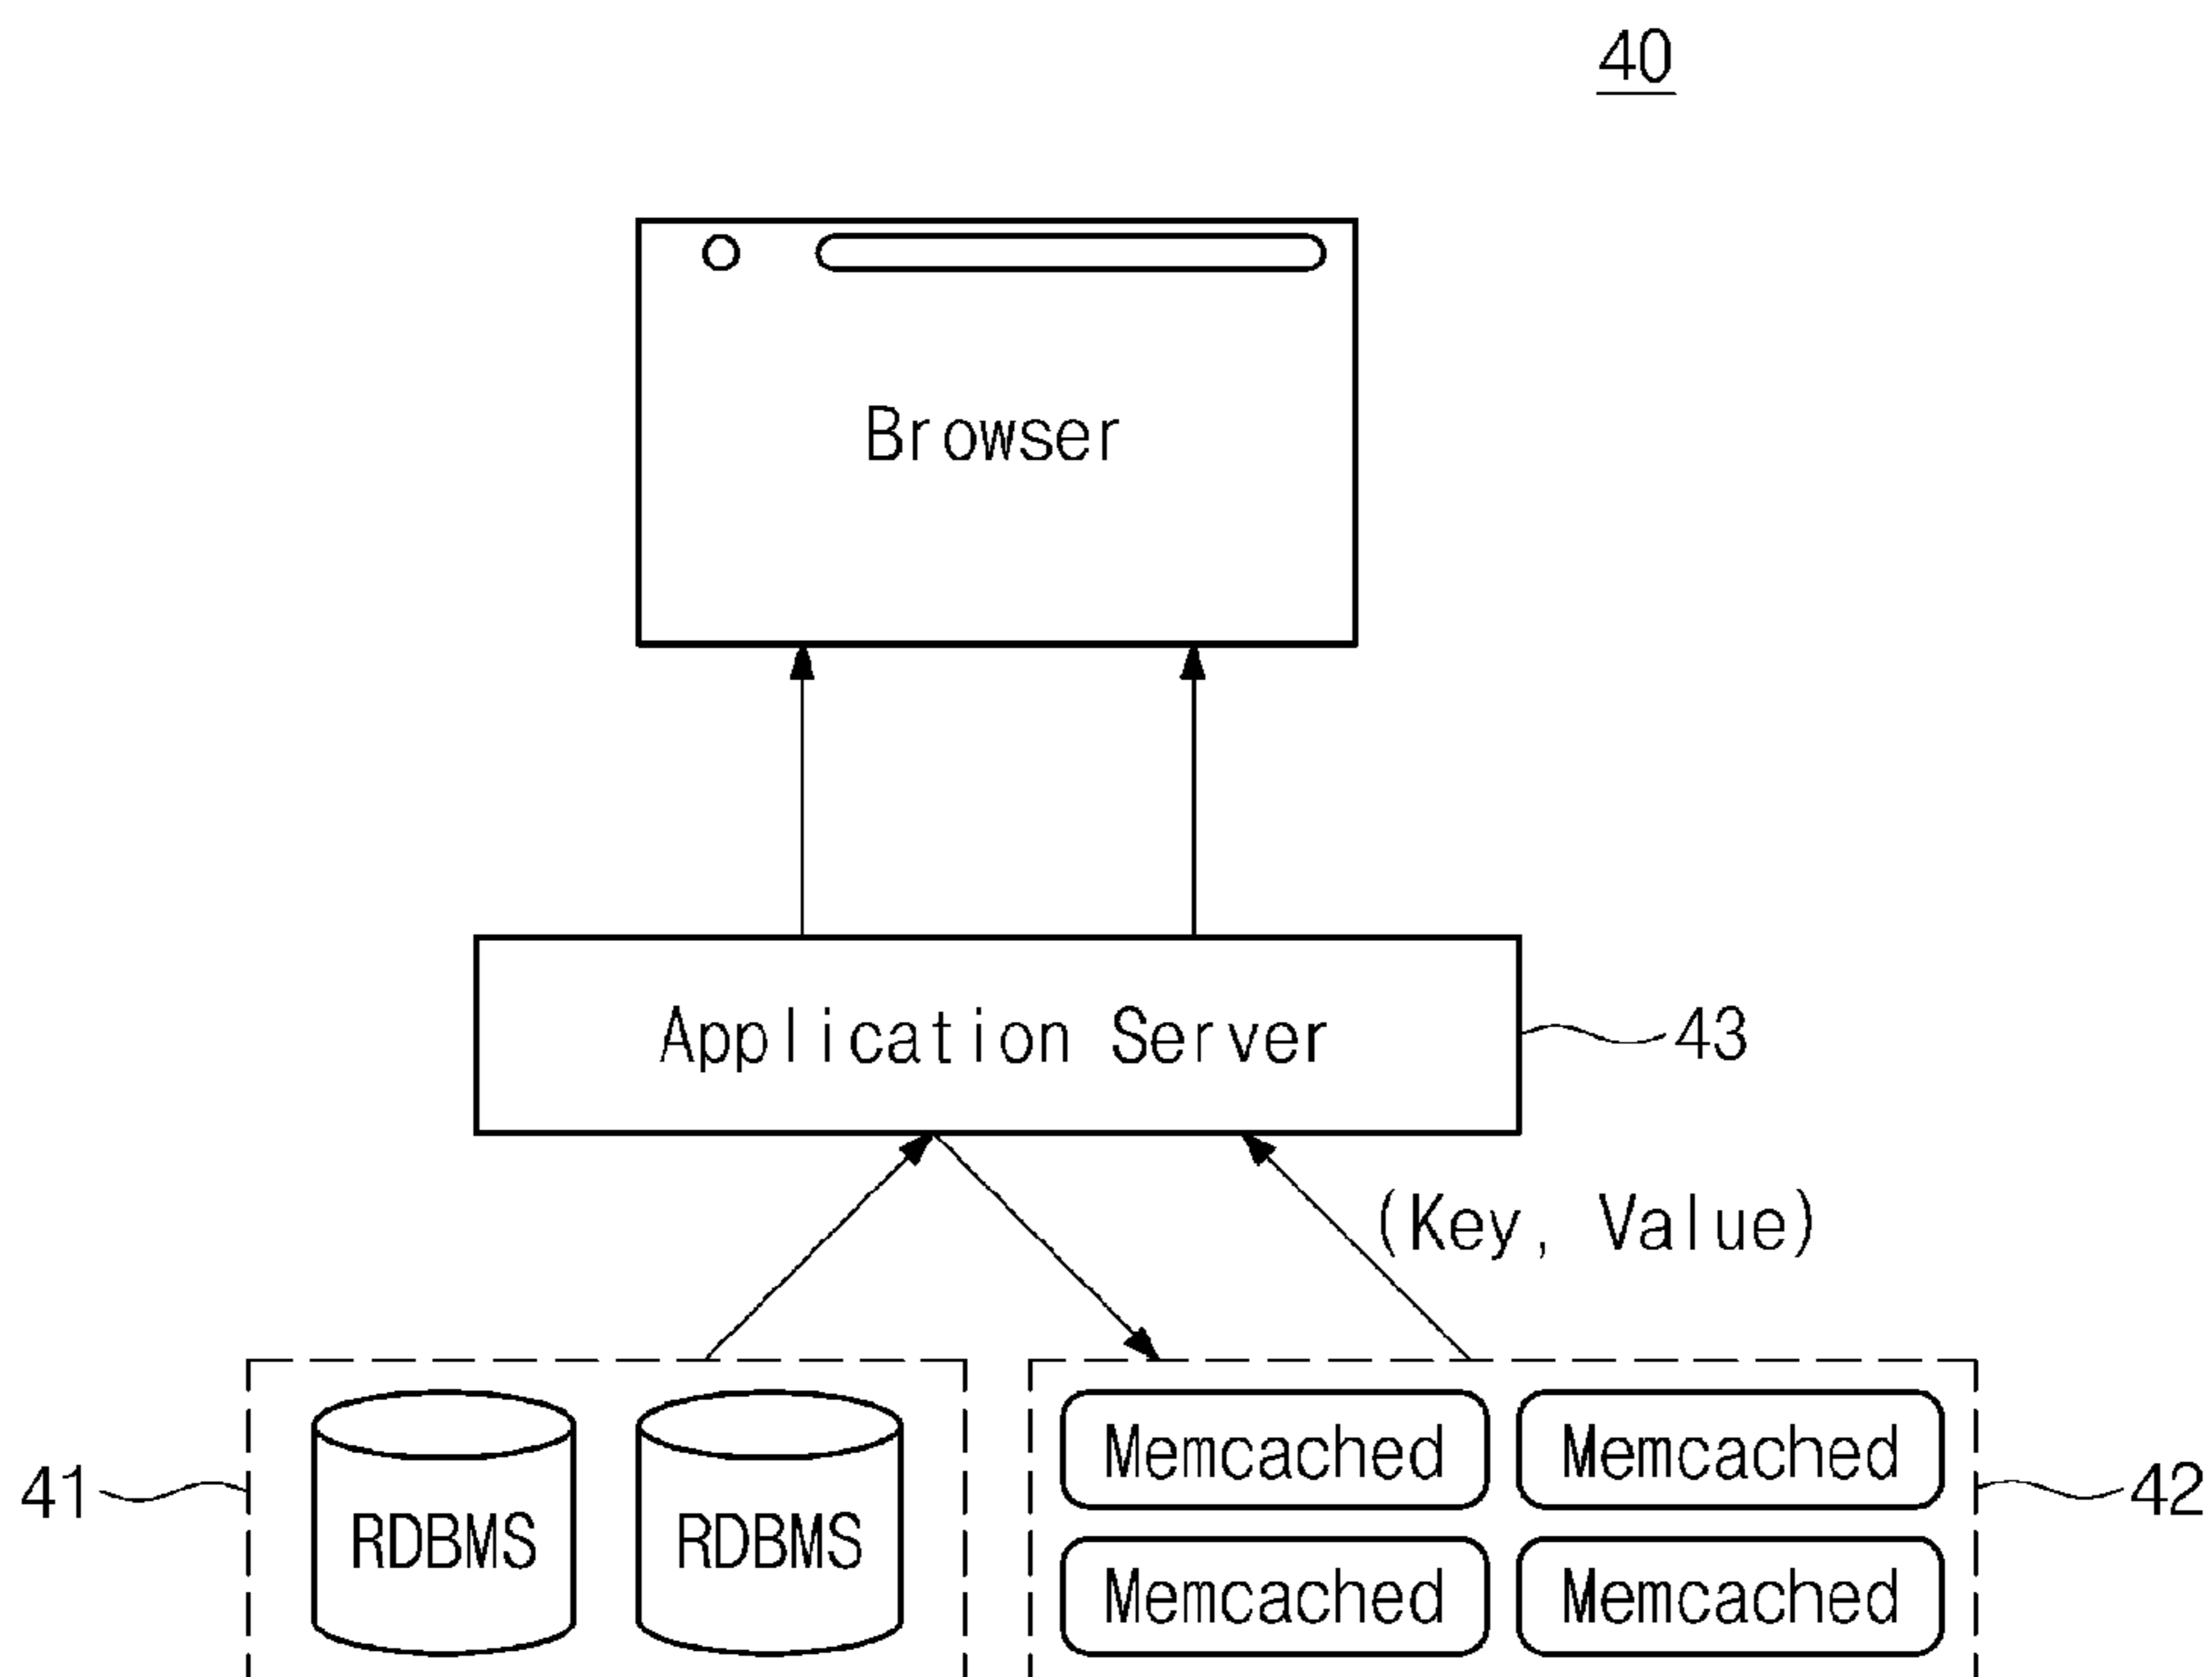 40
Browser
Application Server
43
(Key, Value)
41
RDBMS
RDBMS
Memcached
Memcached
42
Memcached
Memcached